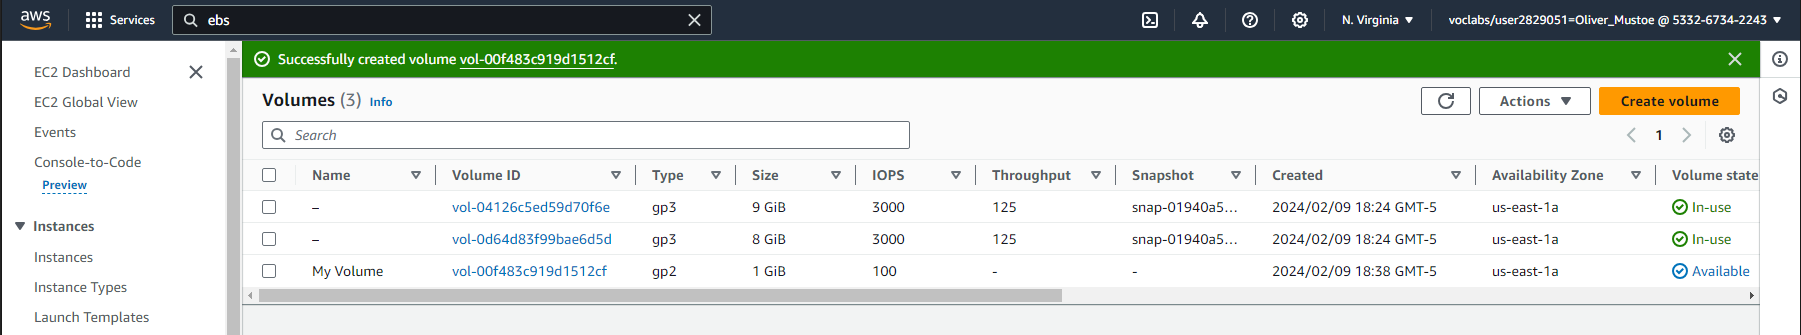 aws Services ebs N. Virginia voclabs/user2829051=Oliver_Mustoe @ 5332-6734-2243
EC2 Dashboard
EC2 Global View
Events
Console-to-Code
Preview
Instances
Instances
Instance Types
Launch Templates
Successfully created volume vol-00f483c919d1512cf.
Volumes (3) Info
Actions Create volume
Search
1
Name Volume ID Type Size IOPS Throughput Snapshot Created Availability Zone Volume state
– vol-04126c5ed59d70f6e gp3 9 GiB 3000 125 snap-01940a5... 2024/02/09 18:24 GMT-5 us-east-1a In-use
– vol-0d64d83f99bae6d5d gp3 8 GiB 3000 125 snap-01940a5... 2024/02/09 18:24 GMT-5 us-east-1a In-use
My Volume vol-00f483c919d1512cf gp2 1 GiB 100 - - 2024/02/09 18:38 GMT-5 us-east-1a Available